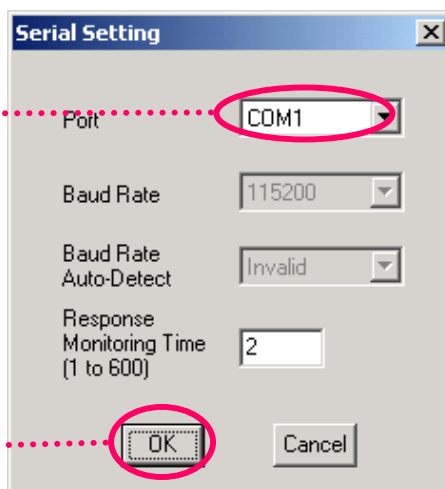 Serial Setting
Port COM1
Baud Rate 115200
Baud Rate
Auto-Detect Invalid
Response
Monitoring Time
(1 to 600) 2
OK Cancel